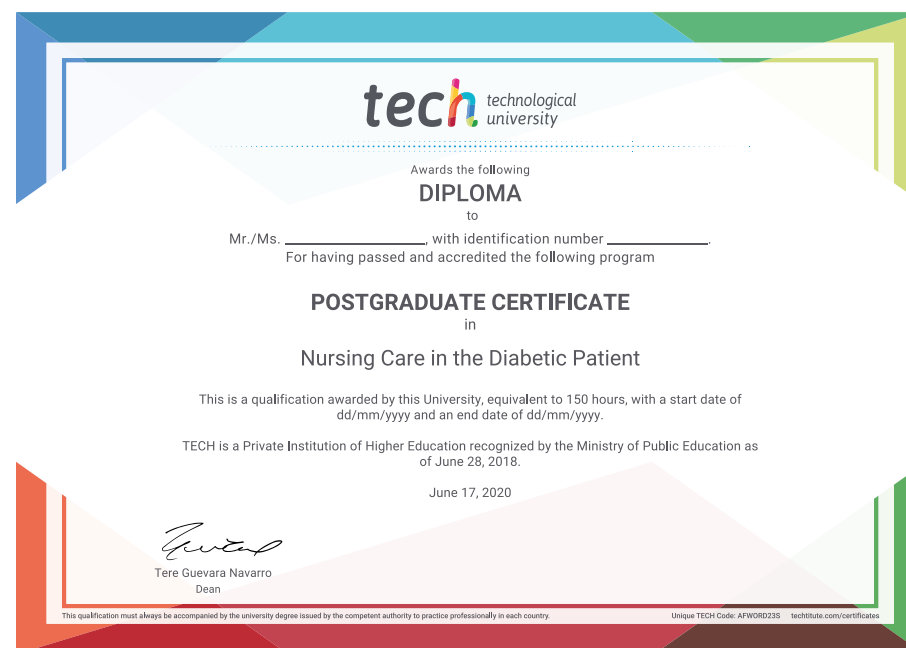 tech technological
university
Awards the following
DIPLOMA
to
Mr./Ms. ____________, with identification number ____________.
For having passed and accredited the following program
POSTGRADUATE CERTIFICATE
in
Nursing Care in the Diabetic Patient
This is a qualification awarded by this University, equivalent to 150 hours, with a start date of
dd/mm/yyyy and an end date of dd/mm/yyyy.
TECH is a Private Institution of Higher Education recognized by the Ministry of Public Education as
of June 28, 2018.
June 17, 2020
Tere Guevara Navarro
Dean
This qualification must always be accompanied by the university degree issued by the competent authority to practice professionally in each country.
Unique TECH Code: AFWORD23S techtitute.com/certificates